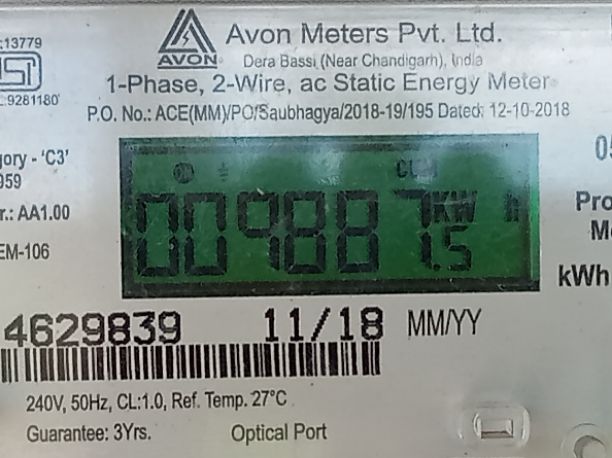 :13779
AVON
Avon Meters Pvt. Ltd.
Dera Bassi (Near Chandigarh), India
L:9281180
1-Phase, 2-Wire, ac Static Energy Meter
P.O. No.: ACE(MM)/PO/Saubhagya/2018-19/195 Dated: 12-10-2018
gory - 'C3'
959
r.: AA1.00
EM-106
ON CUM
009887.5 KW h
05
Pro
M
kWh
4629839 11/18 MM/YY
240V, 50Hz, CL:1.0, Ref. Temp. 27°C
Guarantee: 3Yrs. Optical Port